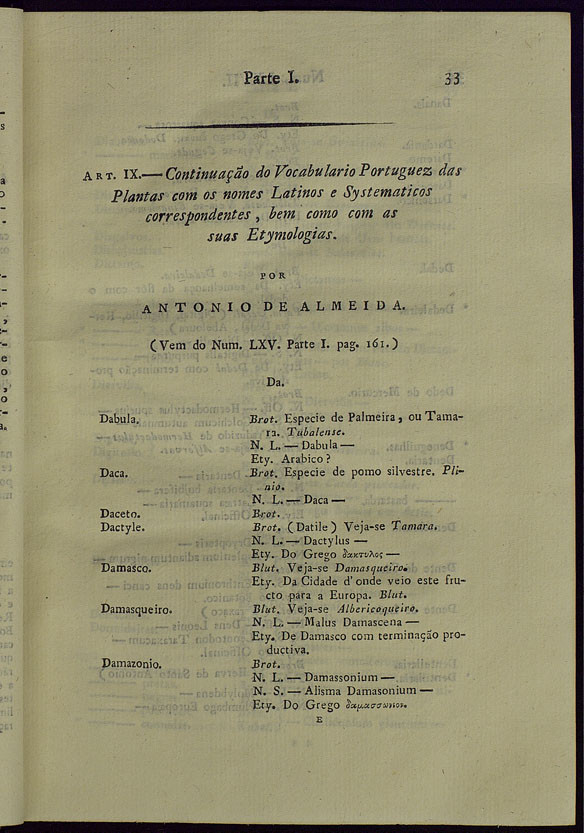 Parte I. 33
ART. IX.— Continuação do Vocabulario Portuguez das
Plantas com os nomes Latinos e Systematicos
correspondentes, bem como com as
suas Etymologias.
POR
ANTONIO DE ALMEIDA.
(Vem do Num. LXV. Parte I. pag. 161.)
Da.
Dabula. Brot. Especie de Palmeira, ou Tama-
ra. Tubalense.
N. L. — Dabula —
Ety. Arabico?
Daca. Brot. Especie de pomo silvestre. Pli-
nio.
N. L. — Daca —
Daceto. Brot.
Dactyle. Brot. (Datile) Veja-se Tamara.
N. L. — Dactylus —
Ety. Do Grego δακτυλος —
Damasco. Blut. Veja-se Damasqueiro.
Ety. Da Cidade d'onde veio este fru-
cto para a Europa. Blut.
Damasqueiro. Blut. Veja-se Albericoqueiro.
N. L. — Malus Damascena —
Ety. De Damasco com terminação pro-
ductiva.
Damazonio. Brot.
N. L. — Damassonium —
N. S. — Alisma Damasonium —
Ety. Do Grego δαμασσωνιον.
E